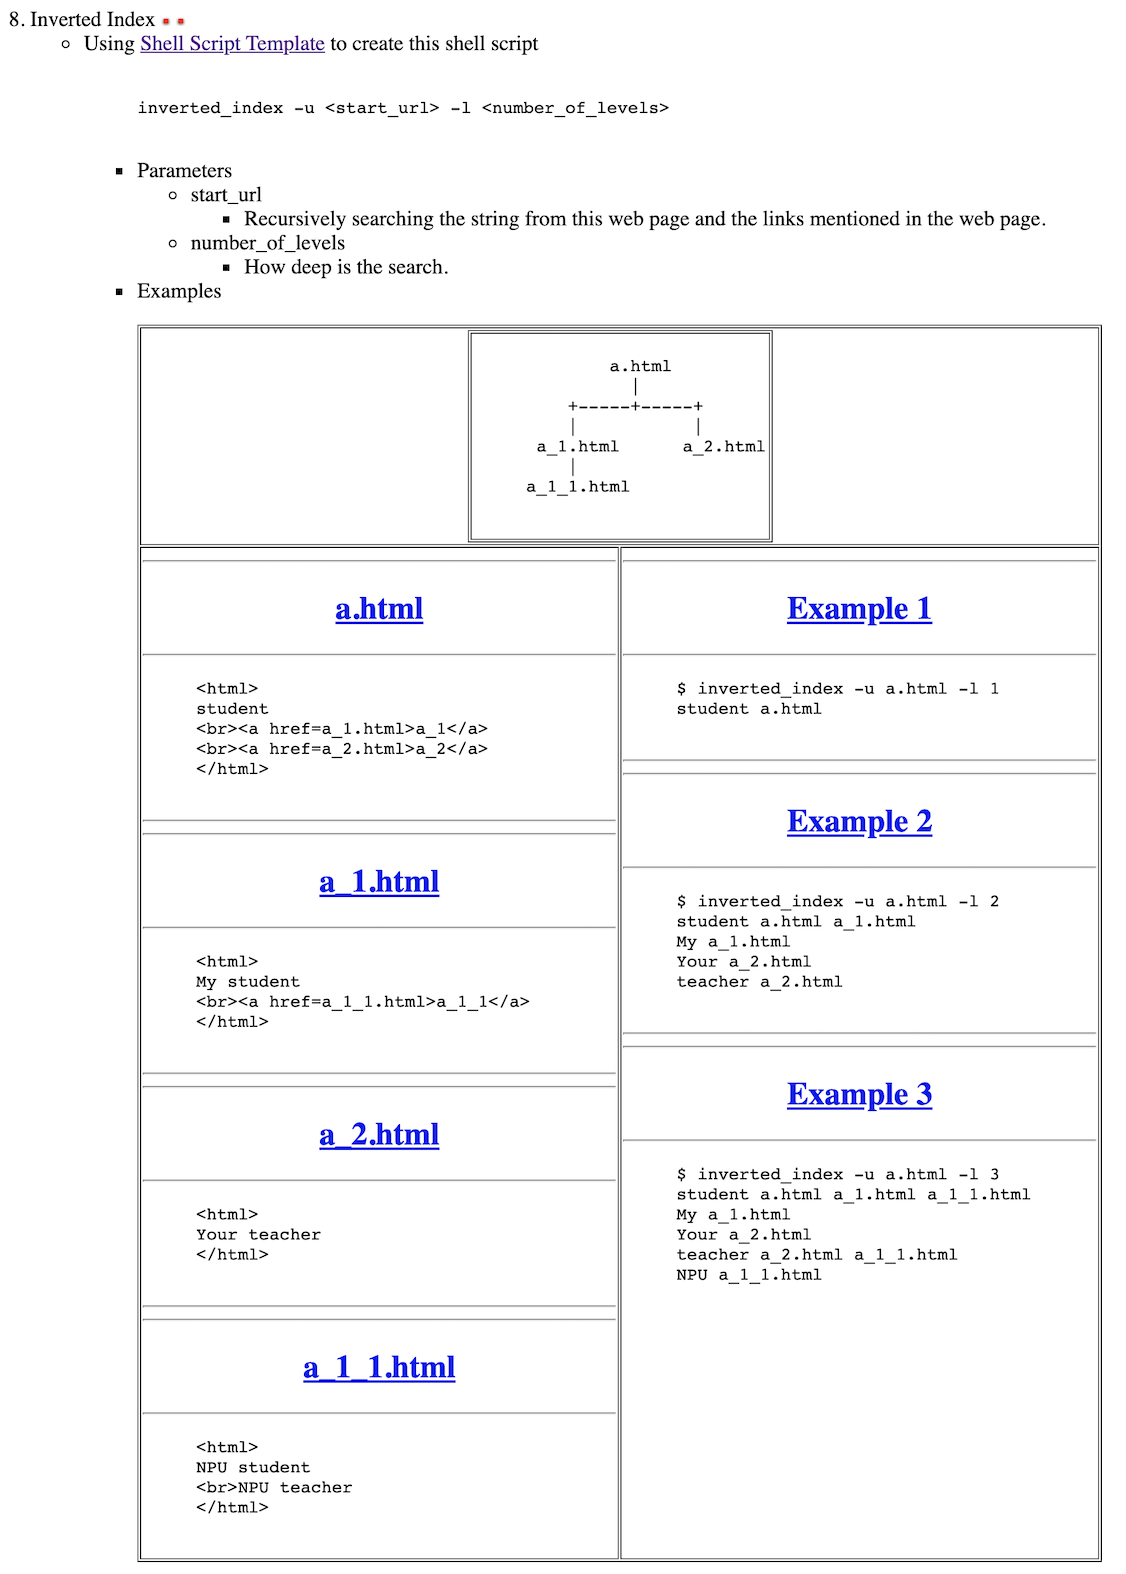 8. Inverted Index
Using Shell Script Template to create this shell script
inverted_index -u <start_url> -l <number_of_levels>
Parameters
start_url
Recursively searching the string from this web page and the links mentioned in the web page.
number_of_levels
How deep is the search.
Examples
a.html
|
+-----+-----+
| |
a_1.html a_2.html
|
a_1_1.html
a.html
<html>
student
<br><a href=a_1.html>a_1</a>
<br><a href=a_2.html>a_2</a>
</html>
a_1.html
<html>
My student
<br><a href=a_1_1.html>a_1_1</a>
</html>
a_2.html
<html>
Your teacher
</html>
a_1_1.html
<html>
NPU student
<br>NPU teacher
</html>
Example 1
$ inverted_index -u a.html -l 1
student a.html
Example 2
$ inverted_index -u a.html -l 2
student a.html a_1.html
My a_1.html
Your a_2.html
teacher a_2.html
Example 3
$ inverted_index -u a.html -l 3
student a.html a_1.html a_1_1.html
My a_1.html
Your a_2.html
teacher a_2.html a_1_1.html
NPU a_1_1.html